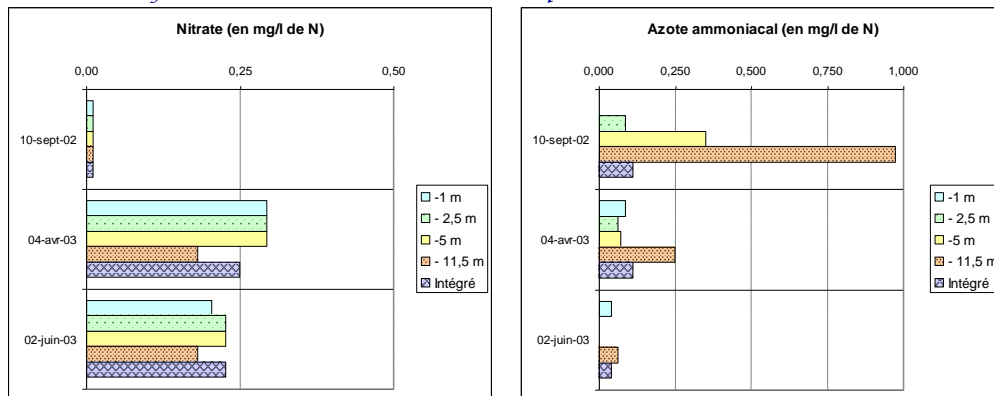 Nitrate (en mg/l de N)
0,00 0,25 0,50
10-sept-02
04-avr-03
02-juin-03
-1 m
- 2,5 m
-5 m
- 11,5 m
Intégré
Azote ammoniacal (en mg/l de N)
0,000 0,250 0,500 0,750 1,000
10-sept-02
04-avr-03
02-juin-03
-1 m
- 2,5 m
-5 m
- 11,5 m
Intégré